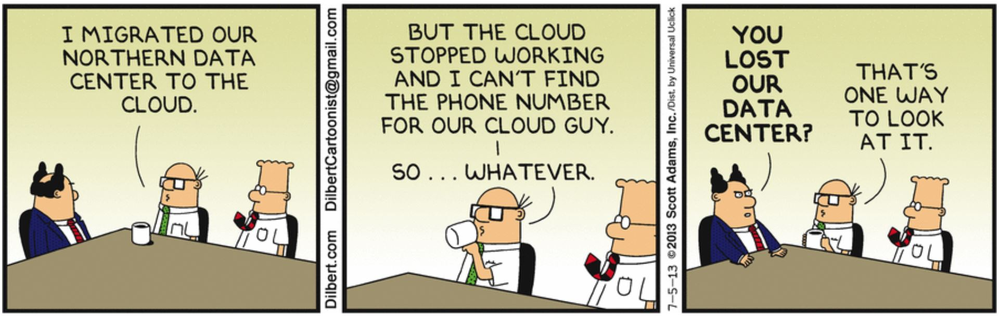 I MIGRATED OUR
NORTHERN DATA
CENTER TO THE
CLOUD.
Dilbert.com DilbertCartoonist@gmail.com
BUT THE CLOUD
STOPPED WORKING
AND I CAN'T FIND
THE PHONE NUMBER
FOR OUR CLOUD GUY.
SO . . . WHATEVER.
7-5-13 ©2013 Scott Adams, Inc. /Dist. by Universal Uclick
YOU
LOST
OUR
DATA
CENTER?
THAT'S
ONE WAY
TO LOOK
AT IT.